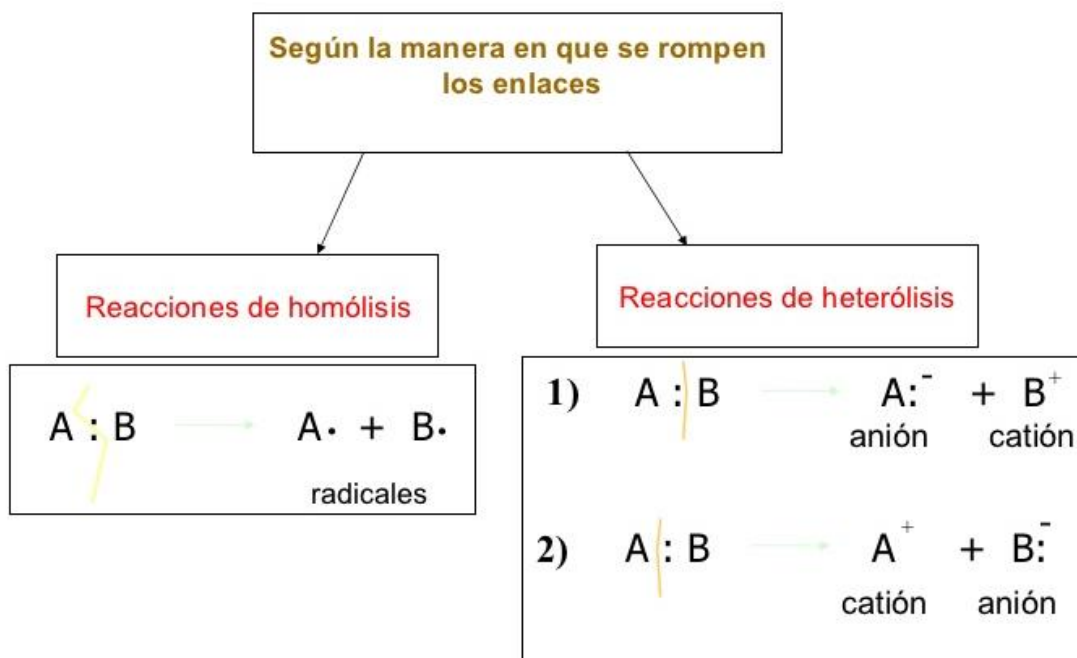 Según la manera en que se rompen
los enlaces
Reacciones de homólisis
A : B A· + B·
radicales
Reacciones de heterólisis
1) A : B A:⁻ + B⁺
anión catión
2) A : B A⁺ + B:⁻
catión anión